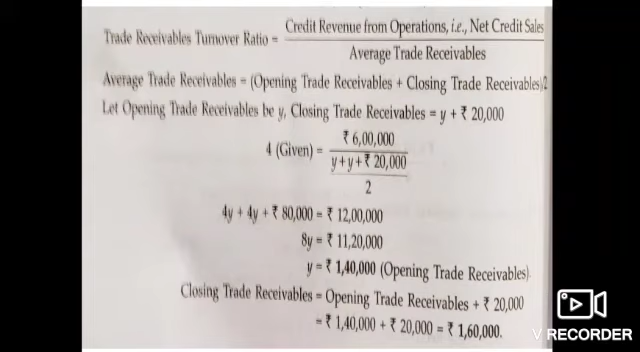 Trade Receivables Turnover Ratio = Credit Revenue from Operations, i.e., Net Credit Sales
Average Trade Receivables
Average Trade Receivables = (Opening Trade Receivables + Closing Trade Receivables)/2
Let Opening Trade Receivables be y, Closing Trade Receivables = y + ₹ 20,000
4 (Given) = ₹ 6,00,000
y + y + ₹ 20,000
2
4y + 4y + ₹ 80,000 = ₹ 12,00,000
8y = ₹ 11,20,000
y = ₹ 1,40,000 (Opening Trade Receivables).
Closing Trade Receivables = Opening Trade Receivables + ₹ 20,000
= ₹ 1,40,000 + ₹ 20,000 = ₹ 1,60,000.
V RECORDER